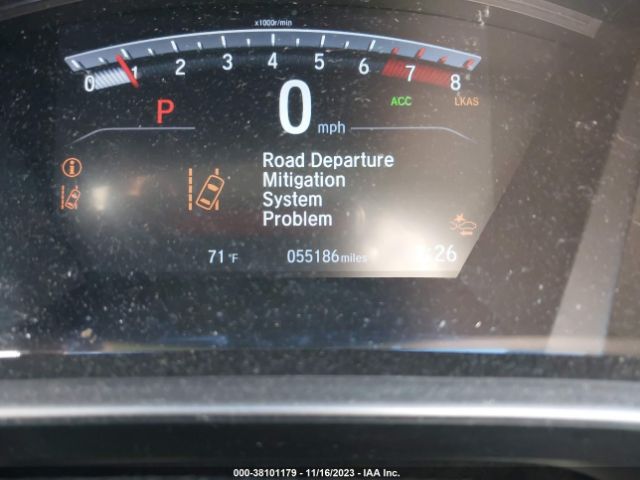 x1000r/min
0 1 2 3 4 5 6 7 8
P 0 mph ACC LKAS
Road Departure
Mitigation
System
Problem
71°F 055186 miles :26
000-38101179 - 11/16/2023 - IAA Inc.